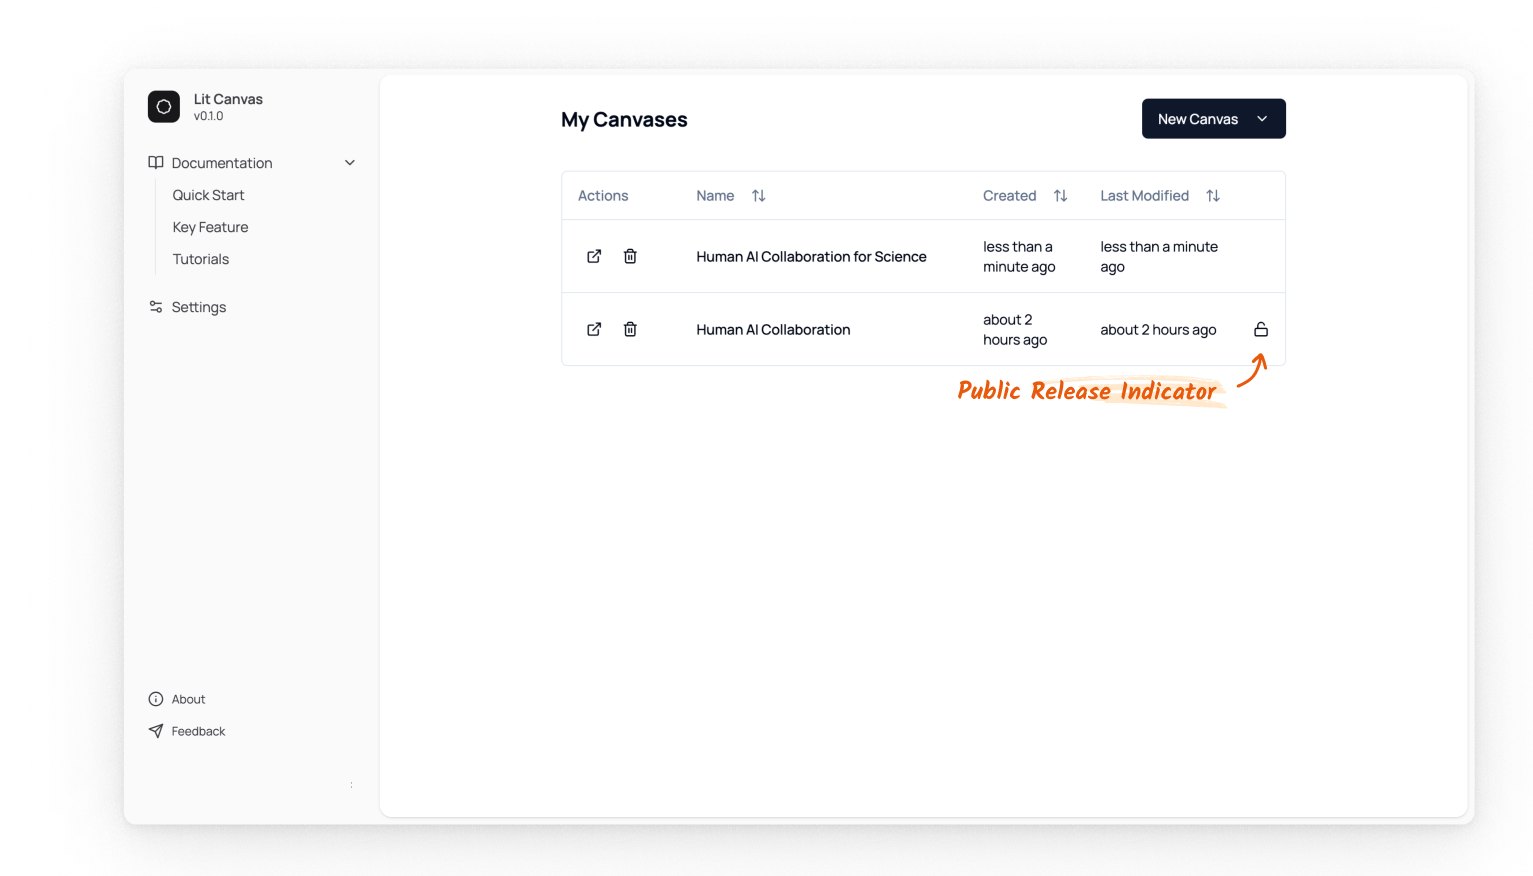 Lit Canvas
v0.1.0
Documentation
Quick Start
Key Feature
Tutorials
Settings
About
Feedback
My Canvases
New Canvas
Actions Name Created Last Modified
Human AI Collaboration for Science
less than a
minute ago
less than a minute
ago
Human AI Collaboration
about 2
hours ago
about 2 hours ago
Public Release Indicator